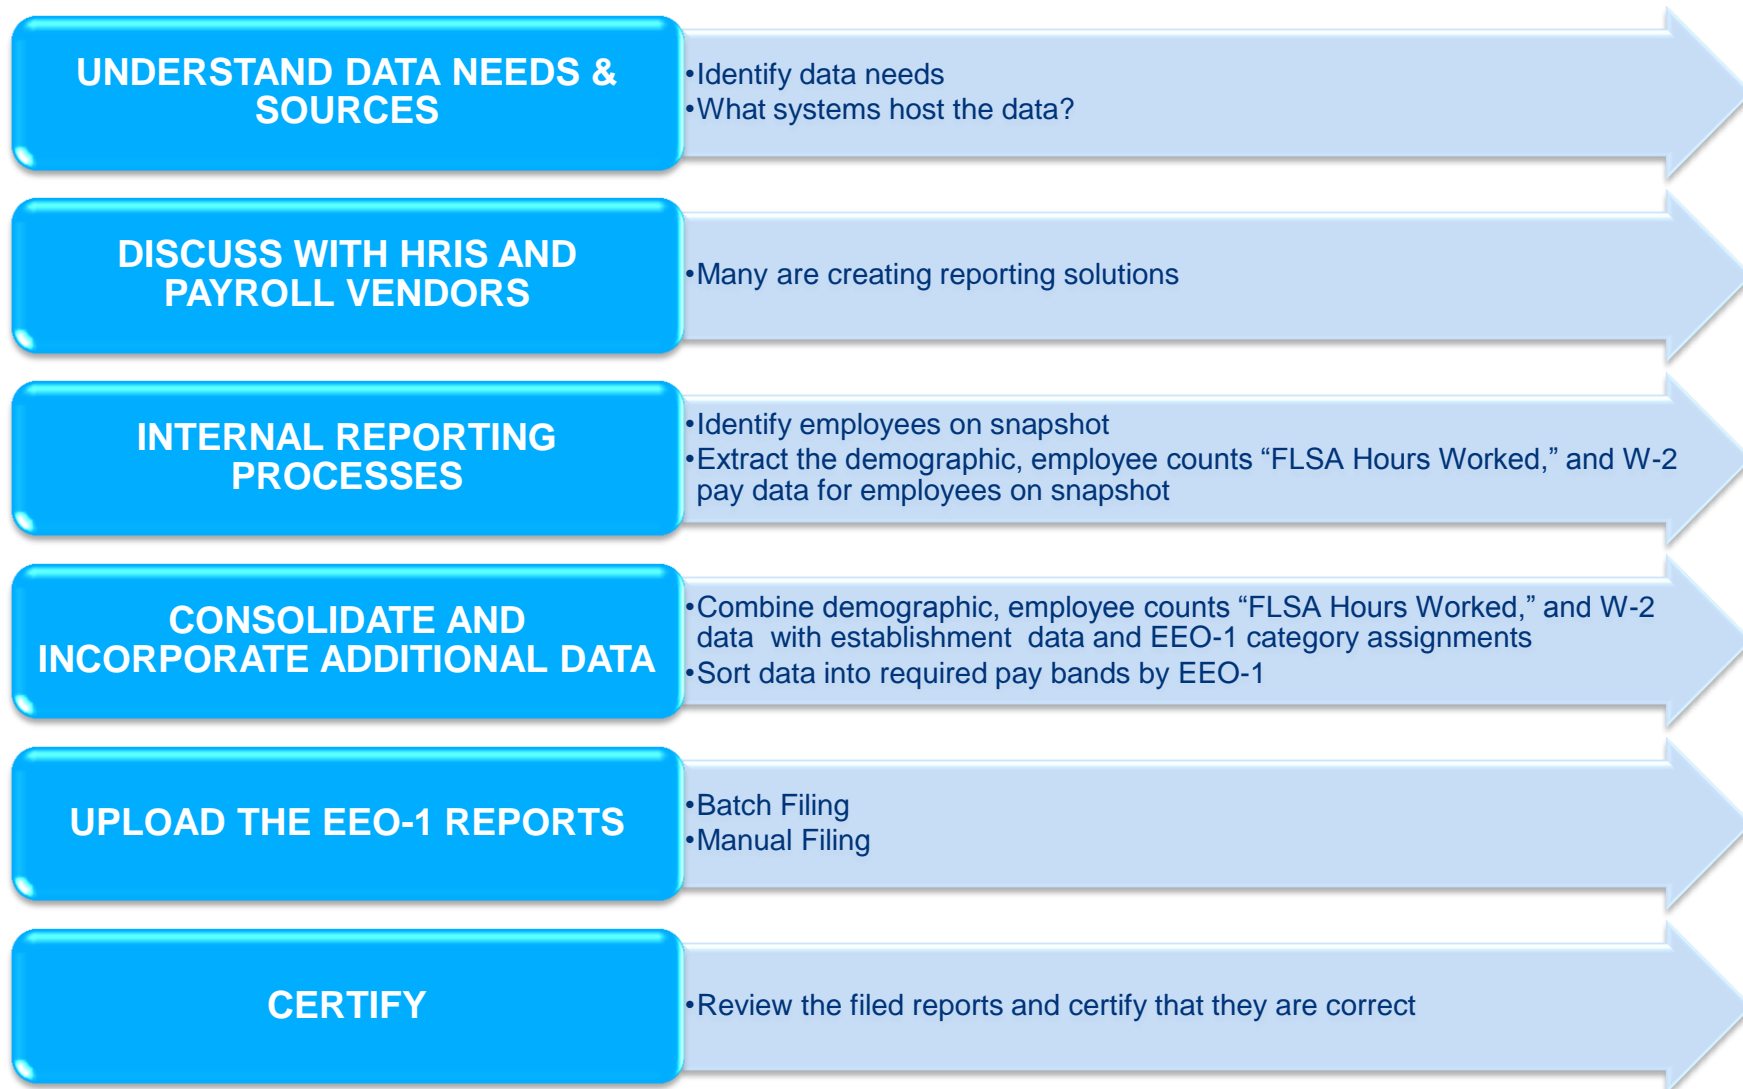 UNDERSTAND DATA NEEDS &
SOURCES
•Identify data needs
•What systems host the data?
DISCUSS WITH HRIS AND
PAYROLL VENDORS
•Many are creating reporting solutions
INTERNAL REPORTING
PROCESSES
•Identify employees on snapshot
•Extract the demographic, employee counts “FLSA Hours Worked,” and W-2
pay data for employees on snapshot
CONSOLIDATE AND
INCORPORATE ADDITIONAL DATA
•Combine demographic, employee counts “FLSA Hours Worked,” and W-2
data with establishment data and EEO-1 category assignments
•Sort data into required pay bands by EEO-1
UPLOAD THE EEO-1 REPORTS
•Batch Filing
•Manual Filing
CERTIFY
•Review the filed reports and certify that they are correct